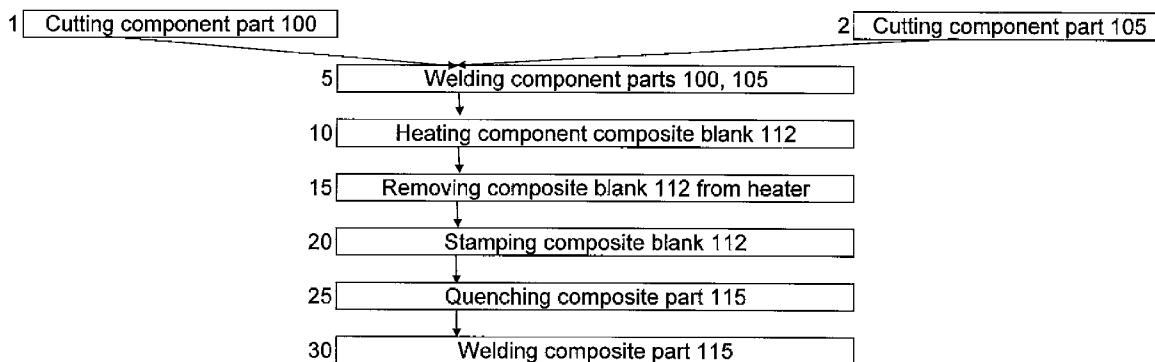 1 Cutting component part 100
2 Cutting component part 105
5 Welding component parts 100, 105
10 Heating component composite blank 112
15 Removing composite blank 112 from heater
20 Stamping composite blank 112
25 Quenching composite part 115
30 Welding composite part 115